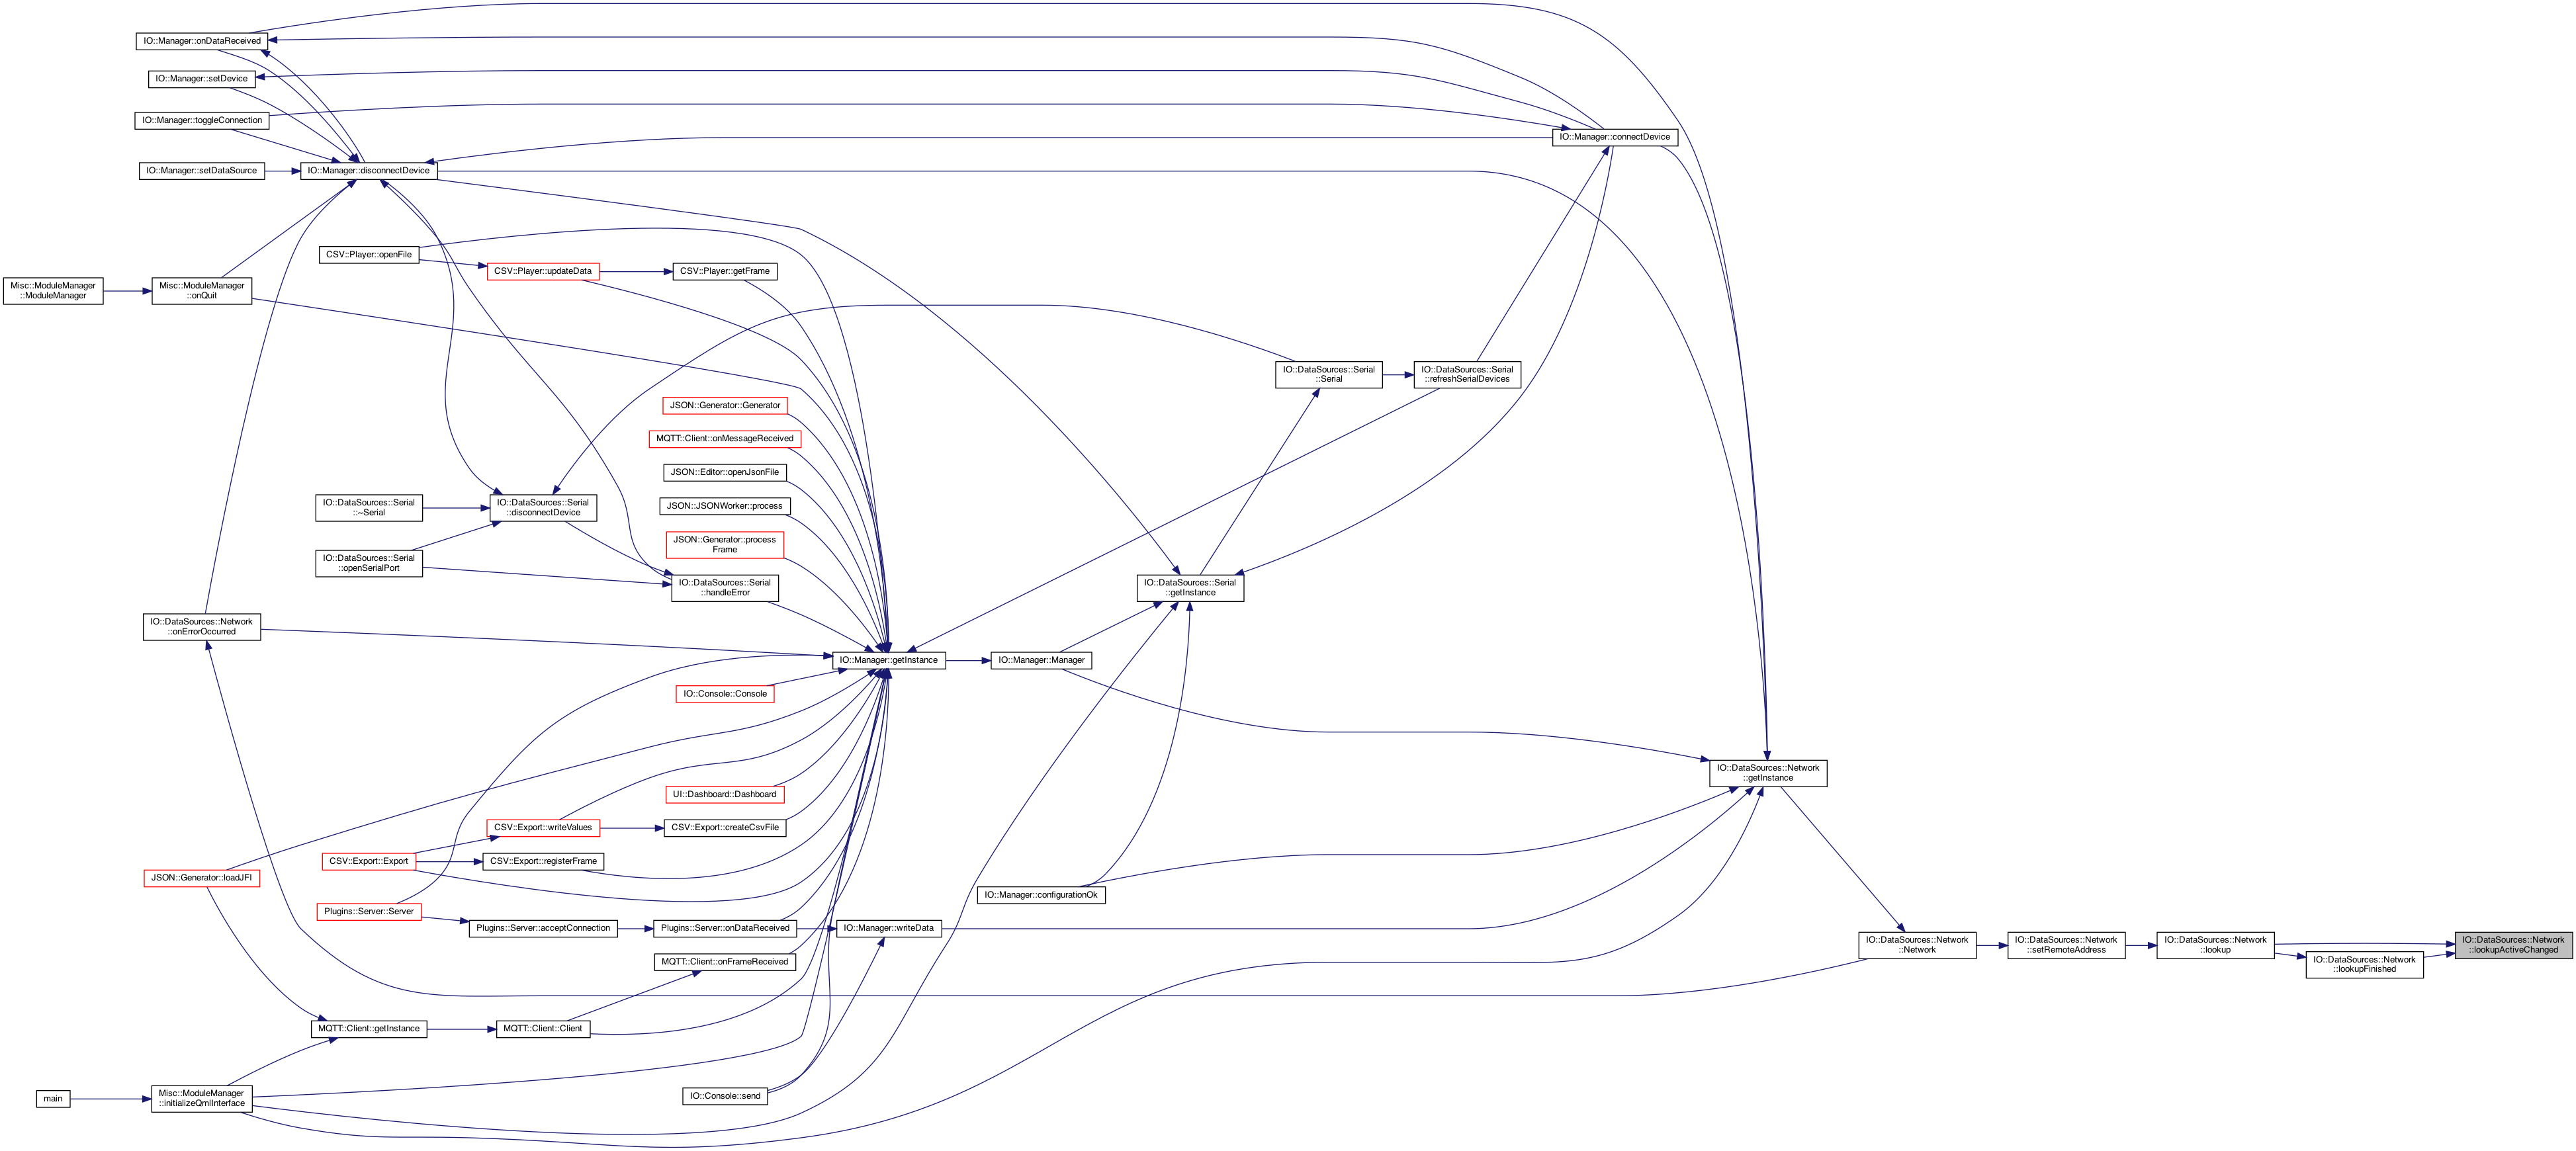 IO::Manager::onDataReceived
IO::Manager::setDevice
IO::Manager::toggleConnection
IO::Manager::connectDevice
IO::Manager::setDataSource
IO::Manager::disconnectDevice
CSV::Player::openFile
CSV::Player::updateData
CSV::Player::getFrame
Misc::ModuleManager
::ModuleManager
Misc::ModuleManager
::onQuit
IO::DataSources::Serial
::Serial
IO::DataSources::Serial
::refreshSerialDevices
JSON::Generator::Generator
MQTT::Client::onMessageReceived
JSON::Editor::openJsonFile
JSON::JSONWorker::process
IO::DataSources::Serial
::~Serial
IO::DataSources::Serial
::disconnectDevice
JSON::Generator::process
Frame
IO::DataSources::Serial
::openSerialPort
IO::DataSources::Serial
::handleError
IO::DataSources::Serial
::getInstance
IO::DataSources::Network
::onErrorOccurred
IO::Manager::getInstance
IO::Manager::Manager
IO::Console::Console
IO::DataSources::Network
::getInstance
UI::Dashboard::Dashboard
CSV::Export::writeValues
CSV::Export::createCsvFile
CSV::Export::Export
CSV::Export::registerFrame
JSON::Generator::loadJFI
IO::Manager::configurationOk
Plugins::Server::Server
Plugins::Server::acceptConnection
Plugins::Server::onDataReceived
IO::Manager::writeData
IO::DataSources::Network
::Network
IO::DataSources::Network
::setRemoteAddress
IO::DataSources::Network
::lookup
IO::DataSources::Network
::lookupFinished
IO::DataSources::Network
::lookupActiveChanged
MQTT::Client::onFrameReceived
MQTT::Client::getInstance
MQTT::Client::Client
main
Misc::ModuleManager
::initializeQmlInterface
IO::Console::send